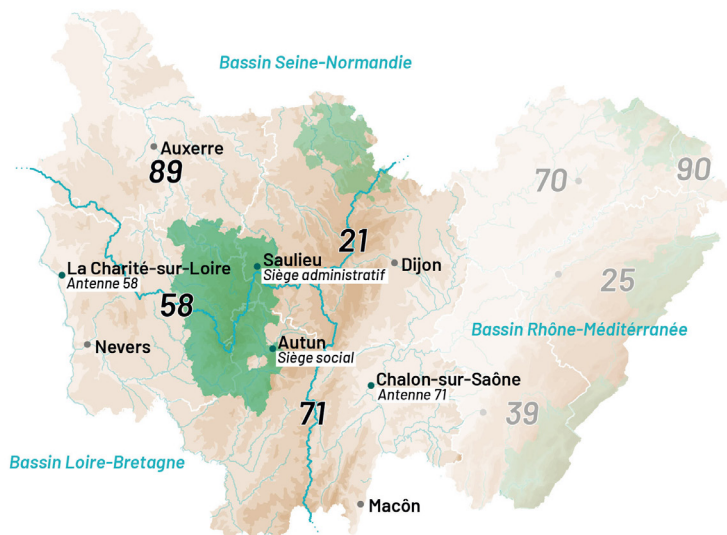 Bassin Seine-Normandie
Auxerre
89
70
90
21
Saulieu
Siège administratif
Dijon
La Charité-sur-Loire
Antenne 58
58
25
Bassin Rhône-Méditérranée
Nevers
Autun
Siège social
Chalon-sur-Saône
Antenne 71
71
39
Bassin Loire-Bretagne
Macôn